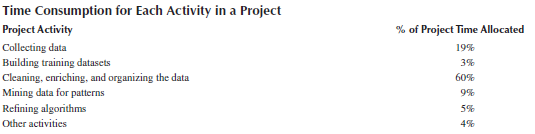 Time Consumption for Each Activity in a Project
Project Activity % of Project Time Allocated
Collecting data 19%
Building training datasets 3%
Cleaning, enriching, and organizing the data 60%
Mining data for patterns 9%
Refining algorithms 5%
Other activities 4%